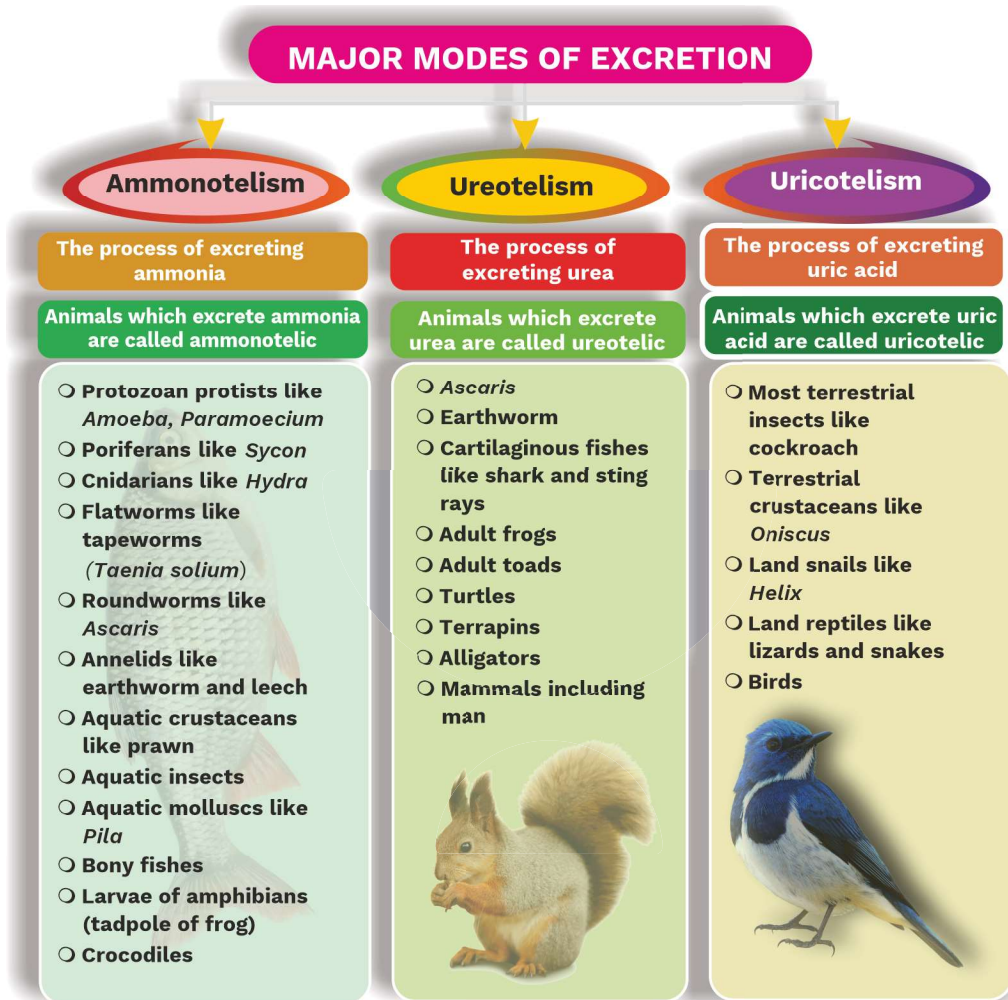 MAJOR MODES OF EXCRETION
Ammonotelism
The process of excreting
ammonia
Animals which excrete ammonia
are called ammonotelic
❍ Protozoan protists like
Amoeba, Paramoecium
❍ Poriferans like Sycon
❍ Cnidarians like Hydra
❍ Flatworms like
tapeworms
(Taenia solium)
❍ Roundworms like
Ascaris
❍ Annelids like
earthworm and leech
❍ Aquatic crustaceans
like prawn
❍ Aquatic insects
❍ Aquatic molluscs like
Pila
❍ Bony fishes
❍ Larvae of amphibians
(tadpole of frog)
❍ Crocodiles
Ureotelism
The process of
excreting urea
Animals which excrete
urea are called ureotelic
❍ Ascaris
❍ Earthworm
❍ Cartilaginous fishes
like shark and sting
rays
❍ Adult frogs
❍ Adult toads
❍ Turtles
❍ Terrapins
❍ Alligators
❍ Mammals including
man
Uricotelism
The process of excreting
uric acid
Animals which excrete uric
acid are called uricotelic
❍ Most terrestrial
insects like
cockroach
❍ Terrestrial
crustaceans like
Oniscus
❍ Land snails like
Helix
❍ Land reptiles like
lizards and snakes
❍ Birds